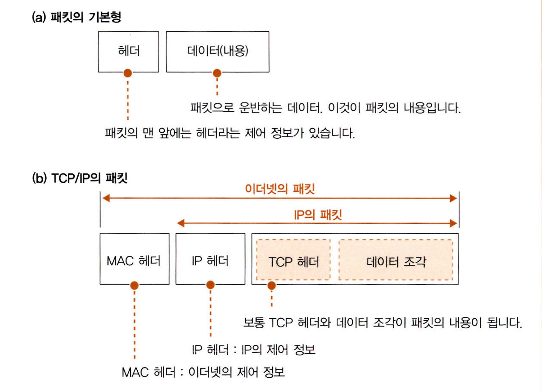 (a) 패킷의 기본형
헤더
데이터(내용)
패킷으로 운반하는 데이터. 이것이 패킷의 내용입니다.
패킷의 맨 앞에는 헤더라는 제어 정보가 있습니다.
(b) TCP/IP의 패킷
이더넷의 패킷
IP의 패킷
MAC 헤더
IP 헤더
TCP 헤더
데이터 조각
보통 TCP 헤더와 데이터 조각이 패킷의 내용이 됩니다.
IP 헤더 : IP의 제어 정보
MAC 헤더 : 이더넷의 제어 정보